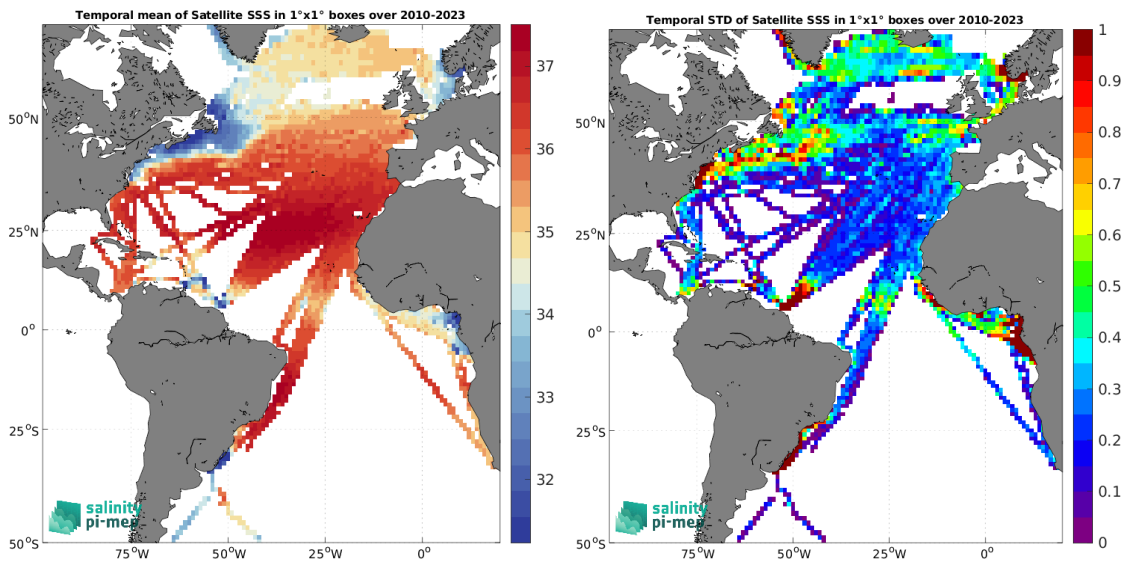 Temporal mean of Satellite SSS in 1°x1° boxes over 2010-2023
50°N
25°N
0°
25°S
50°S
75°W
50°W
25°W
0°
37
36
35
34
33
32
salinity
pi-mep
Temporal STD of Satellite SSS in 1°x1° boxes over 2010-2023
50°N
25°N
0°
25°S
50°S
75°W
50°W
25°W
0°
1
0.9
0.8
0.7
0.6
0.5
0.4
0.3
0.2
0.1
0
salinity
pi-mep